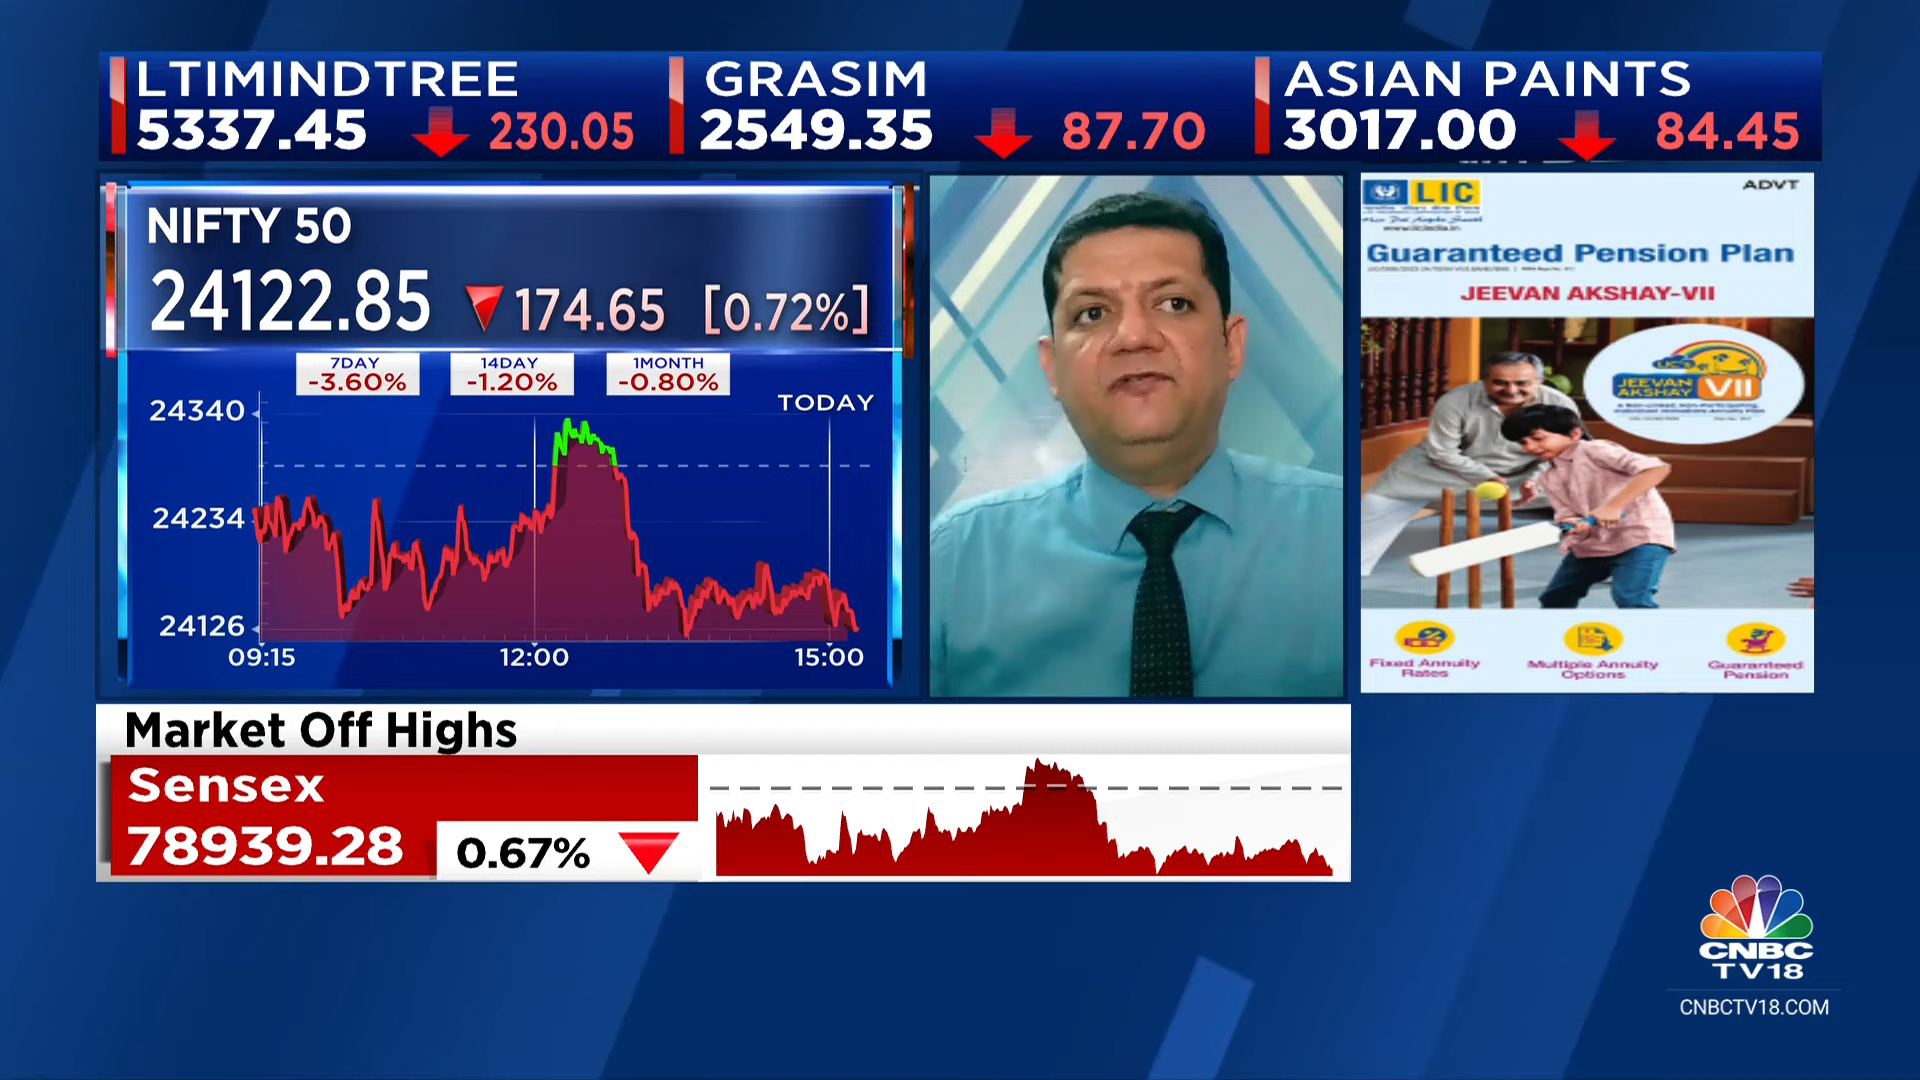 LTIMINDTREE
5337.45 230.05
GRASIM
2549.35 87.70
ASIAN PAINTS
3017.00 84.45
NIFTY 50
24122.85 174.65 [0.72%]
7DAY
-3.60%
14DAY
-1.20%
1MONTH
-0.80%
TODAY
24340
24234
24126
09:15 12:00 15:00
LIC
ADVT
www.licindia.in
Guaranteed Pension Plan
JEEVAN AKSHAY-VII
JEEVAN
AKSHAY VII
Fixed Annuity
Rates
Multiple Annuity
Options
Guaranteed
Pension
Market Off Highs
Sensex
78939.28 0.67%
CNBC
TV18
CNBCTV18.COM